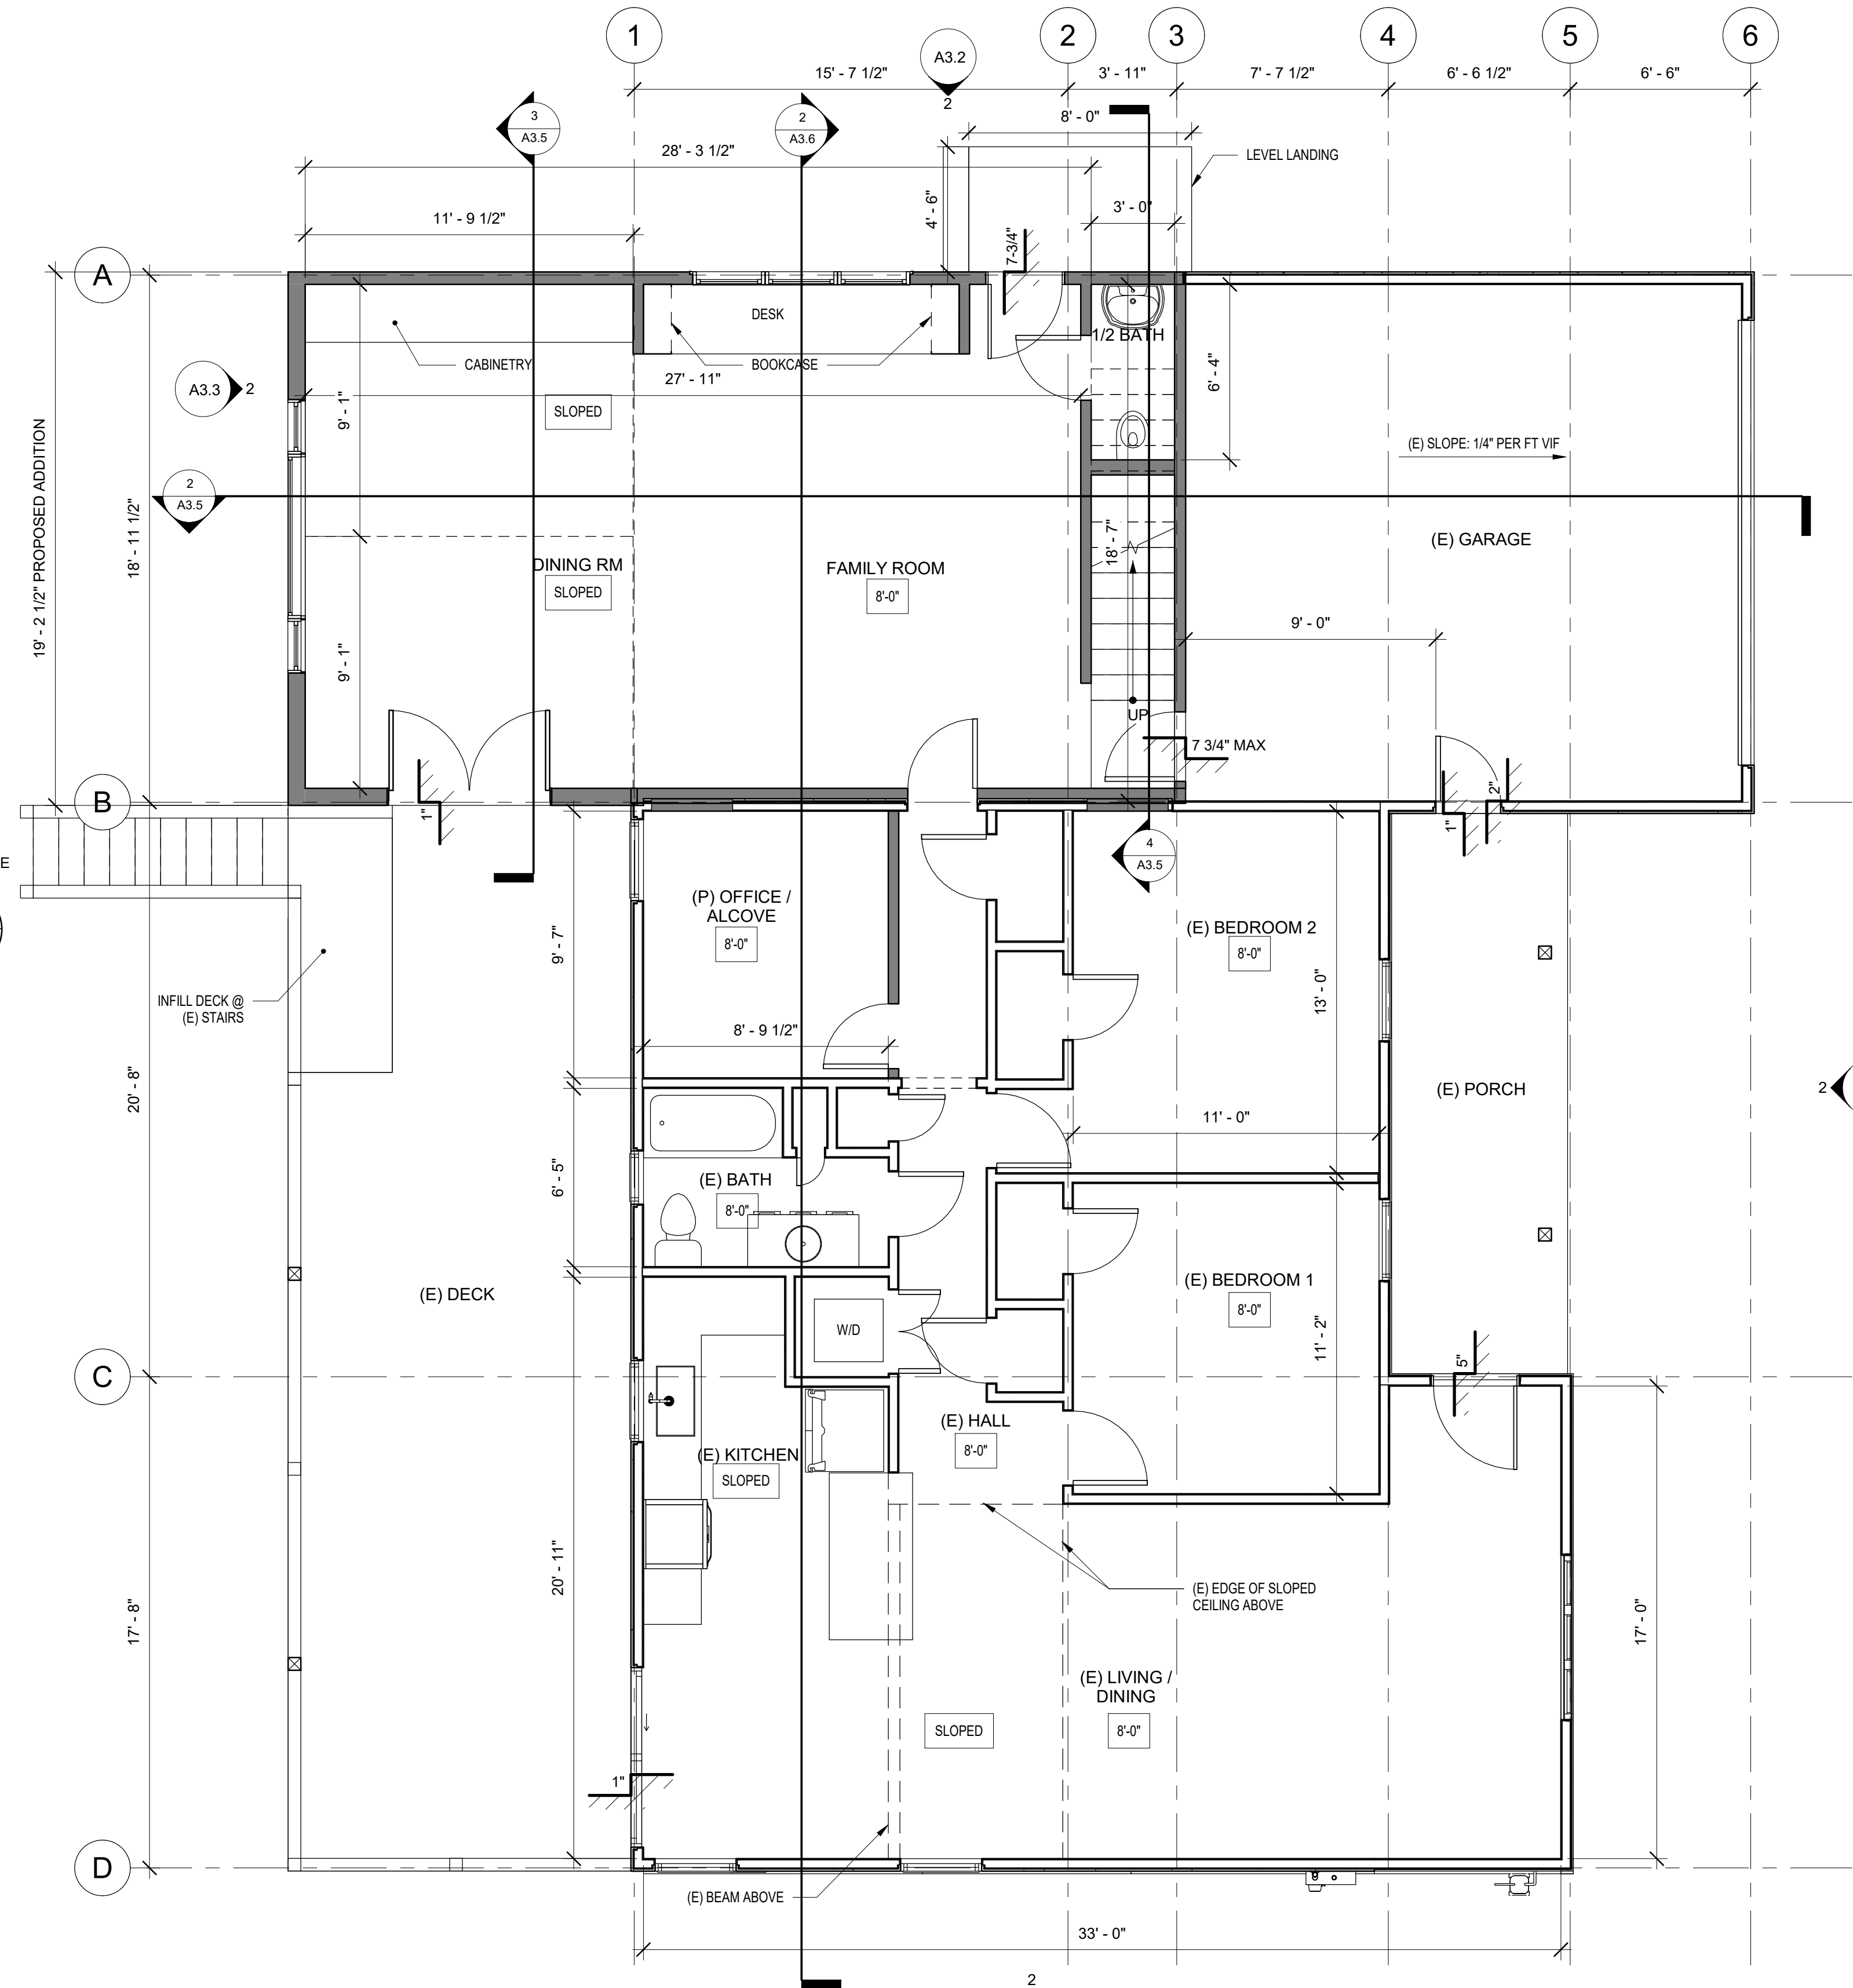 1
2
3
4
5
6
A3.2
2
15' - 7 1/2"
3' - 11"
7' - 7 1/2"
6' - 6 1/2"
6' - 6"
3
A3.5
2
A3.6
8' - 0"
28' - 3 1/2"
LEVEL LANDING
11' - 9 1/2"
4' - 6"
3' - 0"
7-3/4"
A
DESK
1/2 BATH
CABINETRY
BOOKCASE
27' - 11"
A3.3
2
9' - 1"
SLOPED
6' - 4"
19' - 2 1/2" PROPOSED ADDITION
18' - 11 1/2"
(E) SLOPE: 1/4" PER FT VIF
2
A3.5
18' - 7"
(E) GARAGE
DINING RM
SLOPED
FAMILY ROOM
8'-0"
9' - 0"
9' - 1"
UP
7 3/4" MAX
B
1"
1"
2"
E
4
A3.5
(P) OFFICE /
ALCOVE
8'-0"
(E) BEDROOM 2
8'-0"
9' - 7"
13' - 0"
INFILL DECK @
(E) STAIRS
8' - 9 1/2"
20' - 8"
(E) PORCH
2
11' - 0"
6' - 5"
(E) BATH
8'-0"
(E) DECK
(E) BEDROOM 1
8'-0"
W/D
11' - 2"
5"
C
(E) HALL
8'-0"
(E) KITCHEN
SLOPED
20' - 11"
(E) EDGE OF SLOPED
CEILING ABOVE
17' - 8"
17' - 0"
(E) LIVING /
DINING
SLOPED
8'-0"
1"
D
(E) BEAM ABOVE
33' - 0"
2